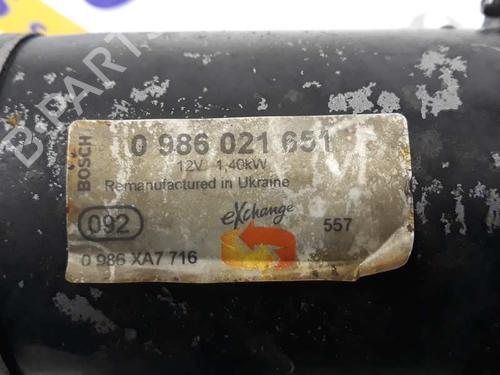 BOSCH
0 986 021 651
12V 1,40kW
Remanufactured in Ukraine
092
eXchange
557
0 986 XA7 716
B-PARTS